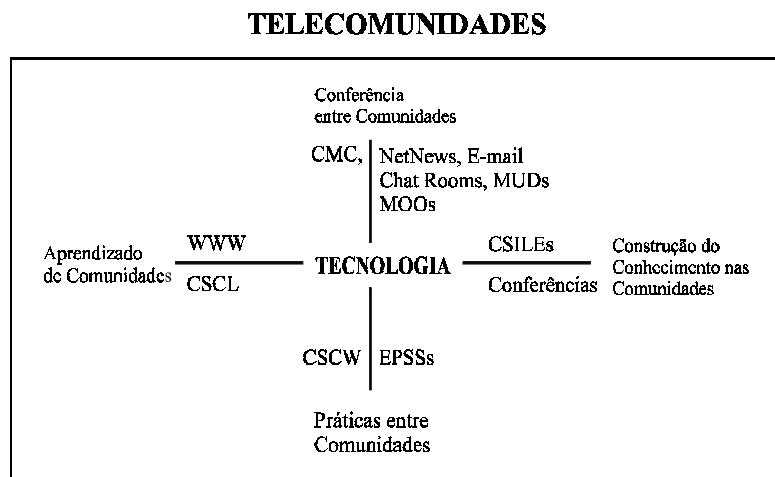 TELECOMUNIDADES
Conferência
entre Comunidades
CMC, NetNews, E-mail
Chat Rooms, MUDs
MOOs
Aprendizado
de Comunidades
WWW
CSCL
TECNOLOGIA
CSILEs
Conferências
Construção do
Conhecimento nas
Comunidades
CSCW EPSSs
Práticas entre
Comunidades